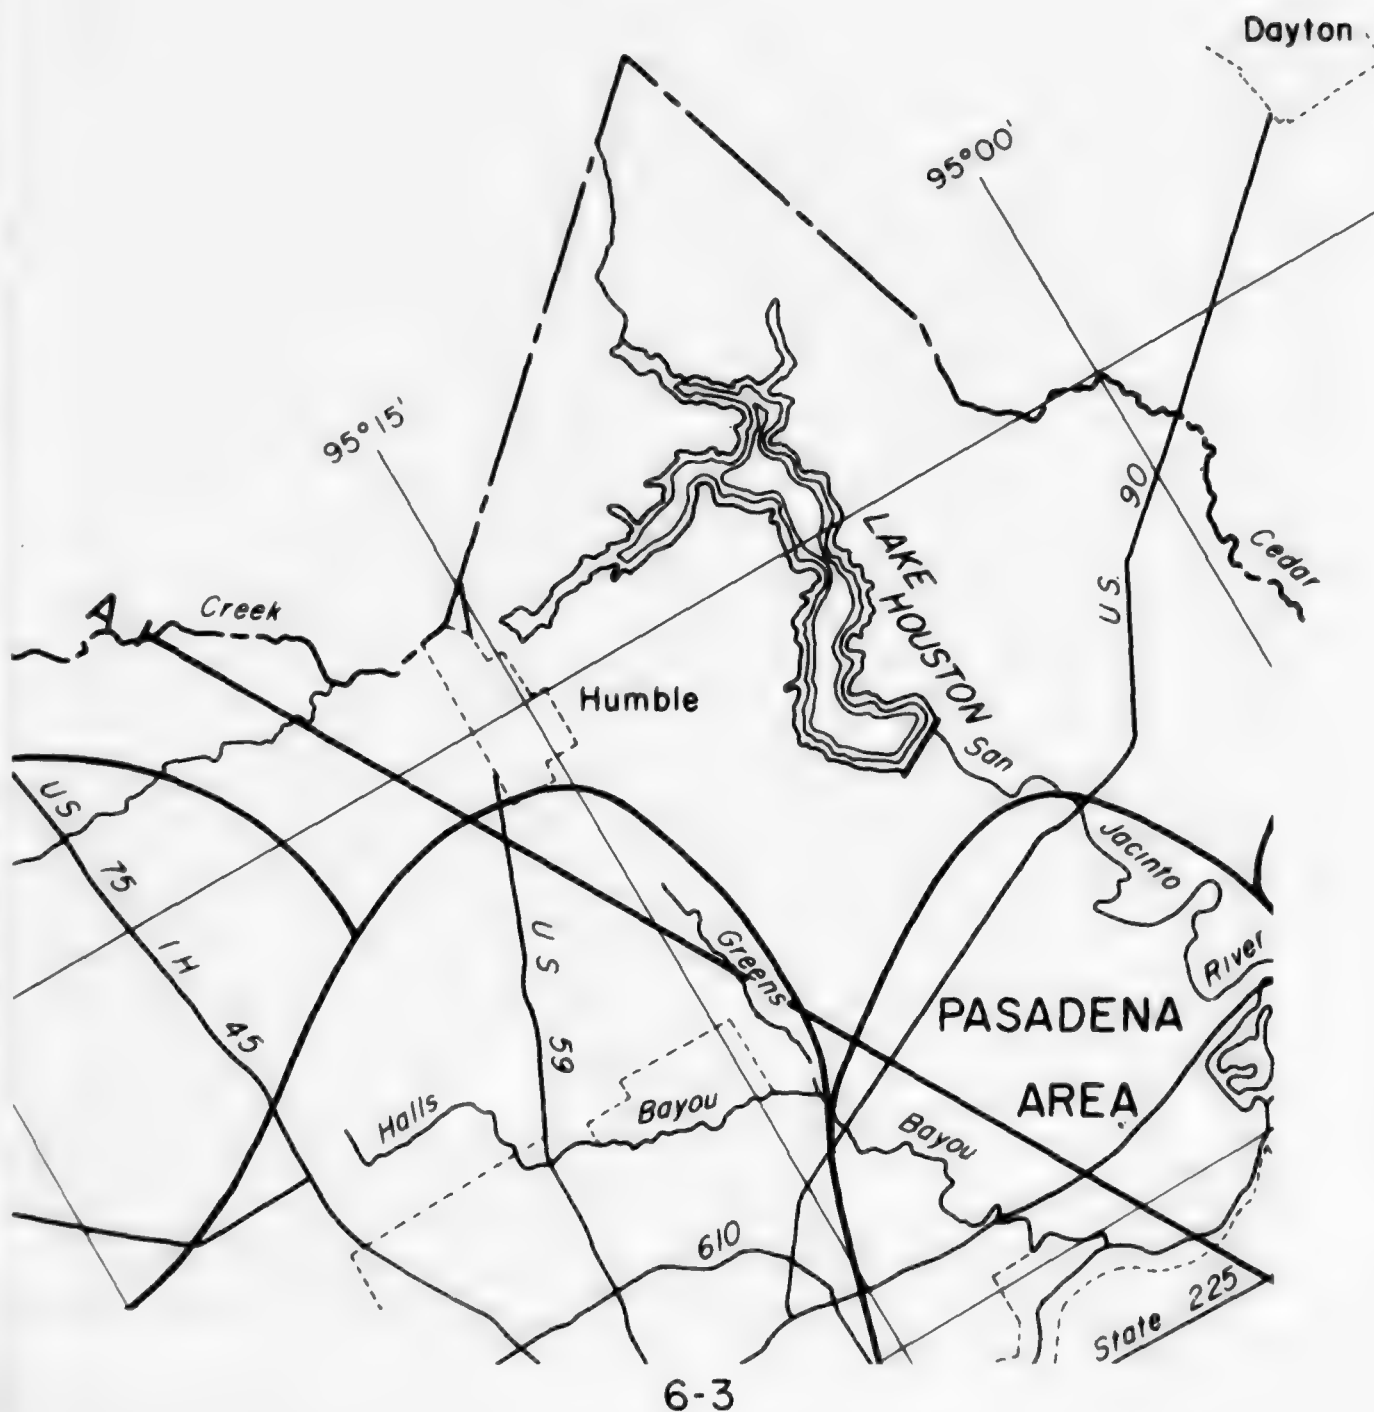 Dayton
95°00'
95°15'
90
U.S.
LAKE HOUSTON
Cedar
A
Creek
Humble
San
Jacinto
River
US
75
IH
45
US
59
Greens
PASADENA
AREA
Halls
Bayou
Bayou
610
State 225
6-3